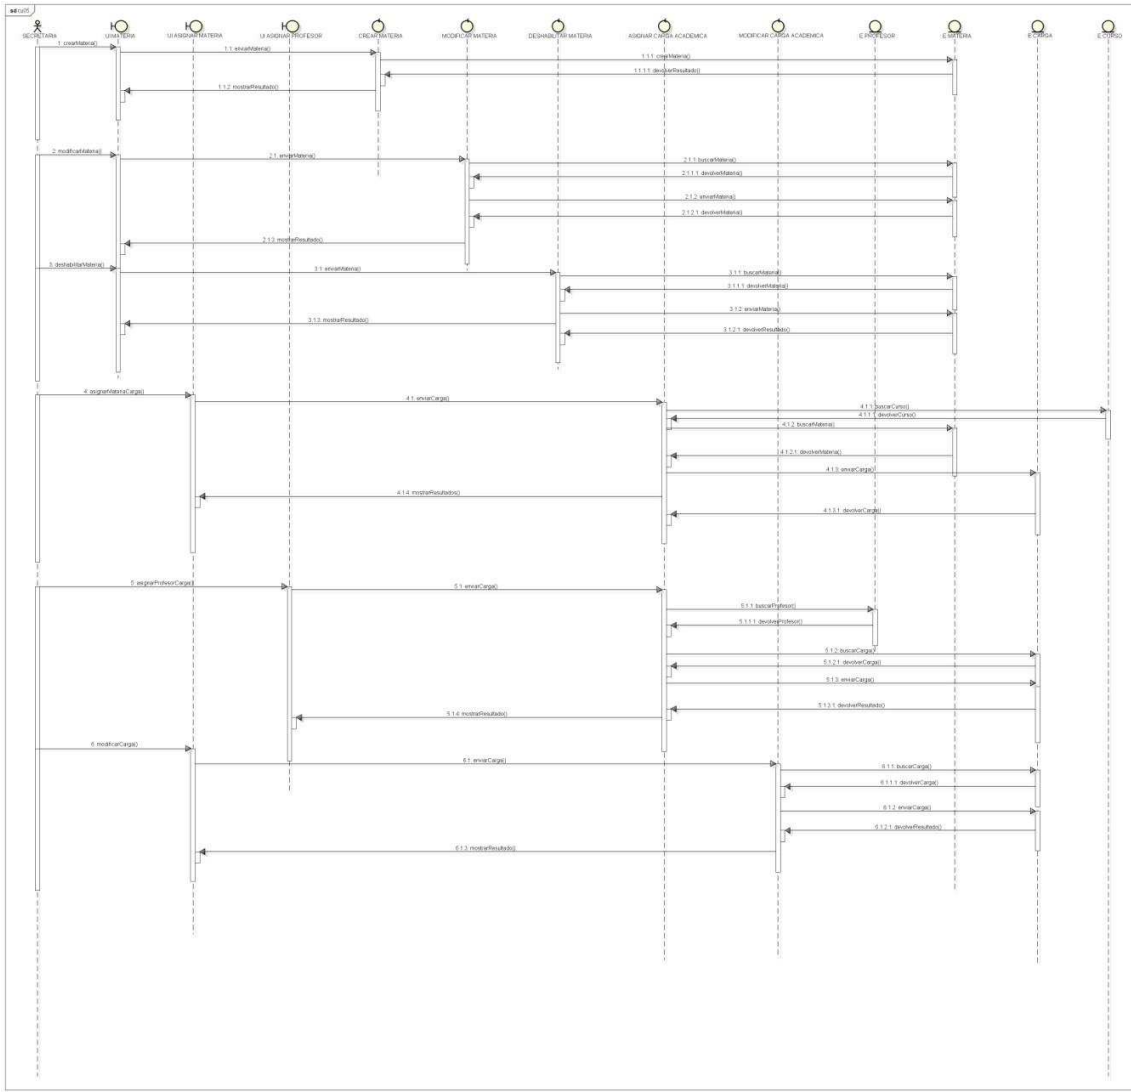 sd cu05
SECRETARIA
UI MATERIA
UI ASIGNAR MATERIA
UI ASIGNAR PROFESOR
CREAR MATERIA
MODIFICAR MATERIA
DESHABILITAR MATERIA
ASIGNAR CARGA ACADEMICA
MODIFICAR CARGA ACADEMICA
E PROFESOR
E MATERIA
E CARGA
E CURSO
1: crearMateria()
1.1: enviarMateria()
1.1.1: crearMateria()
1.1.1.1: devolverResultado()
1.1.2: mostrarResultado()
2: modificarMateria()
2.1: enviarMateria()
2.1.1: buscarMateria()
2.1.1.1: devolverMateria()
2.1.2: enviarMateria()
2.1.2.1: devolverMateria()
2.1.3: mostrarResultado()
3: deshabilitarMateria()
3.1: enviarMateria()
3.1.1: buscarMateria()
3.1.1.1: devolverMateria()
3.1.2: enviarMateria()
3.1.3: mostrarResultado()
3.1.2.1: devolverResultado()
4: asignarMateriaCarga()
4.1: enviarCarga()
4.1.1: buscarCurso()
4.1.1.1: devolverCurso()
4.1.2: buscarMateria()
4.1.2.1: devolverMateria()
4.1.3: enviarCarga()
4.1.4: mostrarResultados()
4.1.3.1: devolverCarga()
5: asignarProfesorCarga()
5.1: enviarCarga()
5.1.1: buscarProfesor()
5.1.1.1: devolverProfesor()
5.1.2: buscarCarga()
5.1.2.1: devolverCarga()
5.1.3: enviarCarga()
5.1.3.1: devolverResultado()
5.1.4: mostrarResultado()
6: modificarCarga()
6.1: enviarCarga()
6.1.1: buscarCarga()
6.1.1.1: devolverCarga()
6.1.2: enviarCarga()
6.1.2.1: devolverResultado()
6.1.3: mostrarResultado()